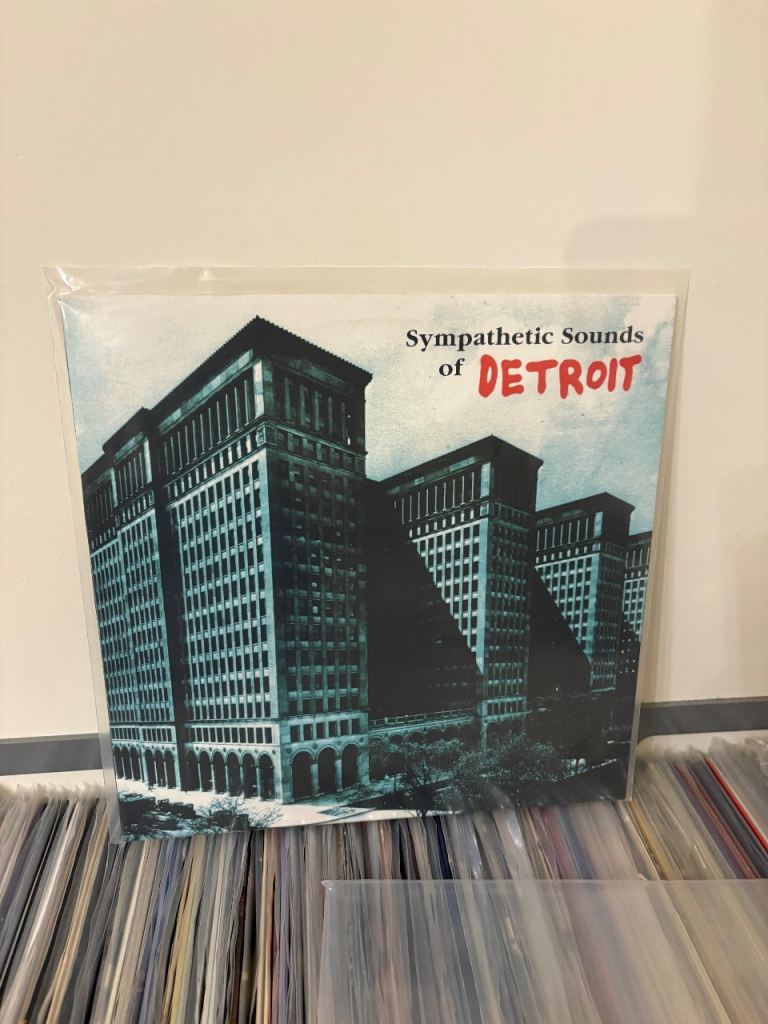 Sympathetic Sounds
of DETROIT